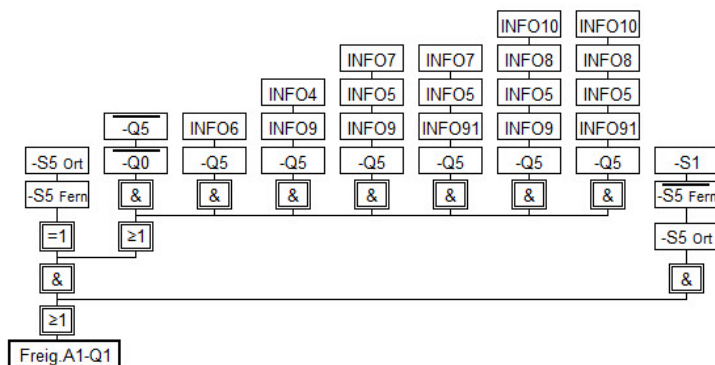 INFO10 INFO10
INFO7 INFO7 INFO8 INFO8
INFO4 INFO5 INFO5 INFO5 INFO5
-Q5 INFO6 INFO9 INFO9 INFO91 INFO9 INFO91
-S5 Ort -Q0 -Q5 -Q5 -Q5 -Q5 -Q5 -Q5 -S1
-S5 Fern & & & & & & & -S5 Fern
=1 ≥1 -S5 Ort
& &
≥1
Freig.A1-Q1